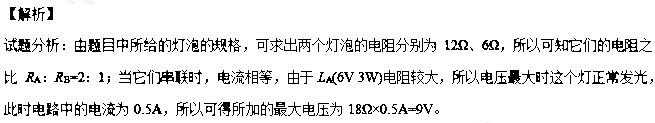 【解析】
试题分析：由题目中所给的灯泡的规格，可求出两个灯泡的电阻分别为 12Ω、6Ω，所以可知它们的电阻之
比 RA：RB=2：1；当它们串联时，电流相等，由于 LA(6V 3W)电阻较大，所以电压最大时这个灯正常发光，
此时电路中的电流为 0.5A，所以可得所加的最大电压为 18Ω×0.5A=9V。